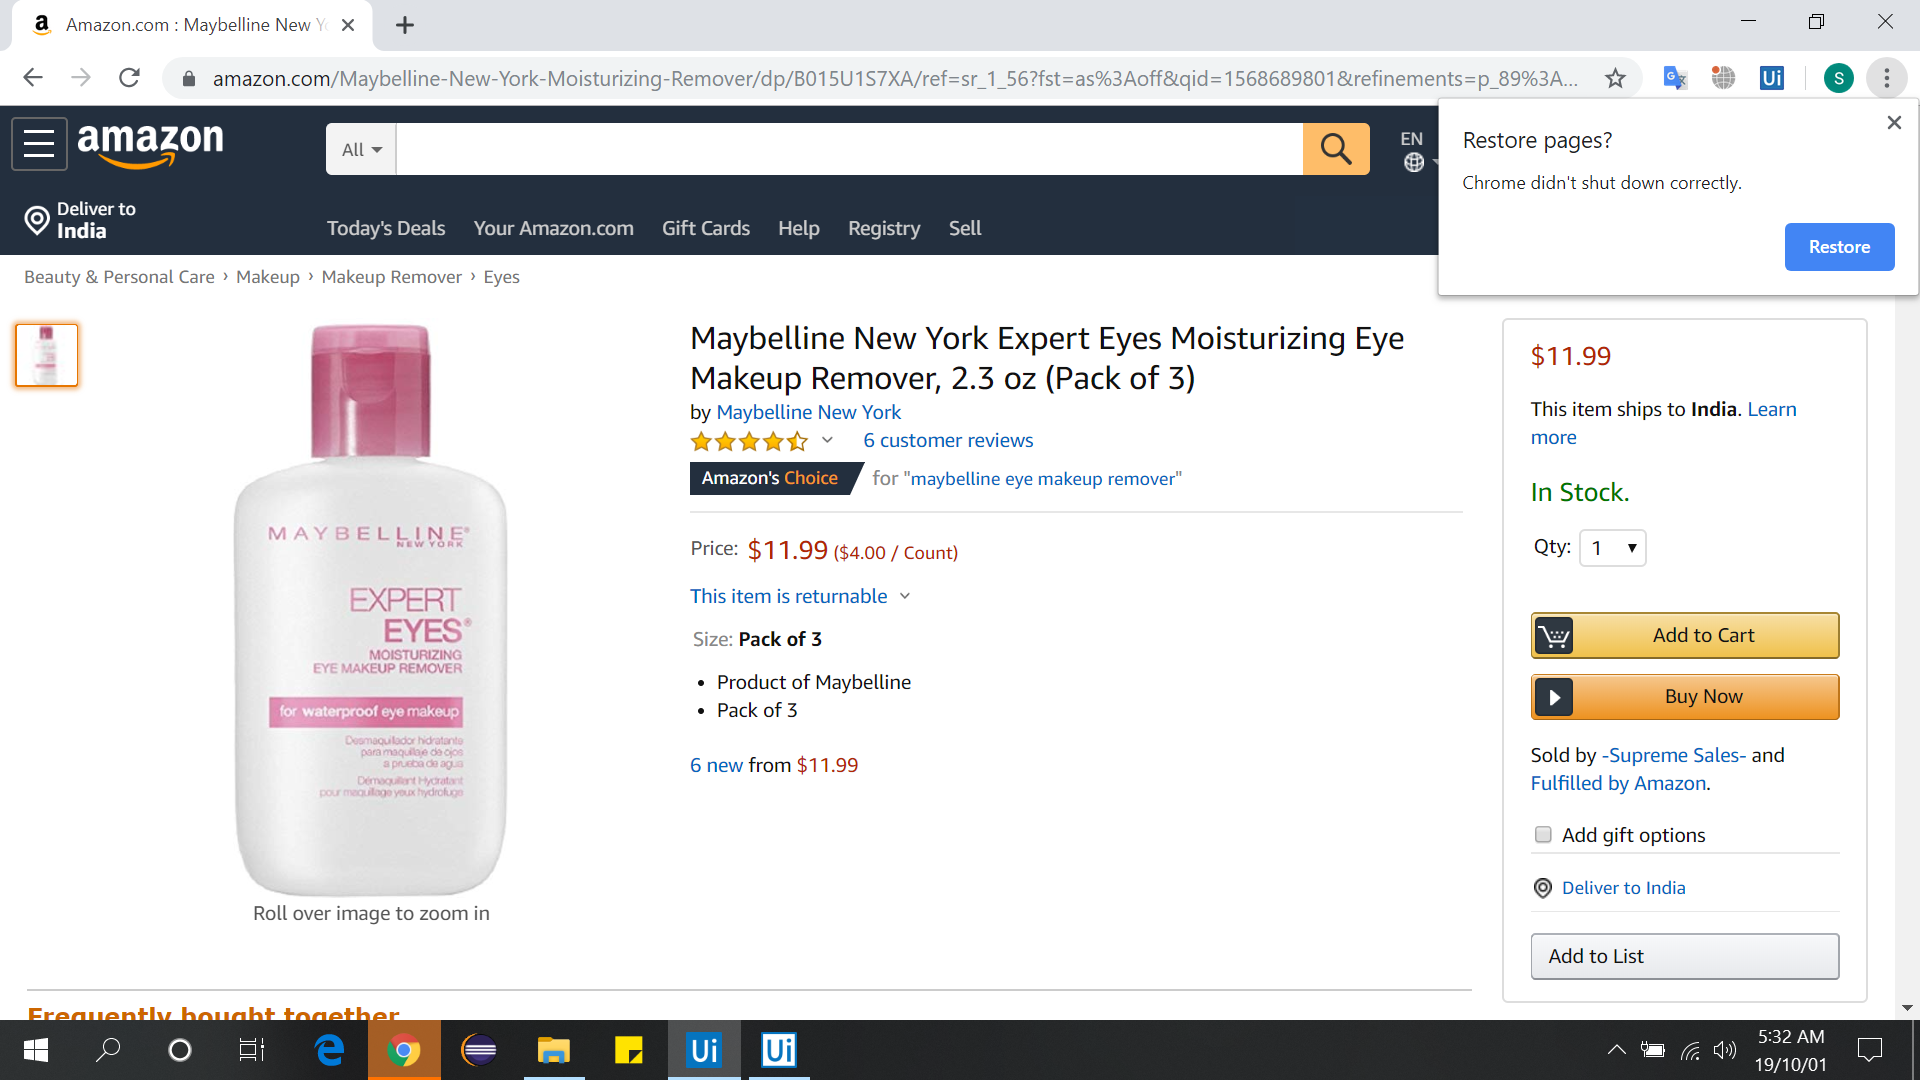 Amazon.com : Maybelline New Y
amazon.com/Maybelline-New-York-Moisturizing-Remover/dp/B015U1S7XA/ref=sr_1_56?fst=as%3Aoff&qid=1568689801&refinements=p_89%3A...
Ui
S
Restore pages?
Chrome didn't shut down correctly.
Restore
amazon
All
EN
Deliver to
India
Today's Deals
Your Amazon.com
Gift Cards
Help
Registry
Sell
Beauty & Personal Care › Makeup › Makeup Remover › Eyes
MAYBELLINE®
NEW YORK
EXPERT
EYES®
MOISTURIZING
EYE MAKEUP REMOVER
for waterproof eye makeup
Desmaquillador hidratante
para maquillaje de ojos
a prueba de agua
Démaquillant Hydratant
pour maquillage yeux hydrofuge
Roll over image to zoom in
Maybelline New York Expert Eyes Moisturizing Eye
Makeup Remover, 2.3 oz (Pack of 3)
by Maybelline New York
6 customer reviews
Amazon's Choice for "maybelline eye makeup remover"
Price: $11.99 ($4.00 / Count)
This item is returnable
Size: Pack of 3
• Product of Maybelline
• Pack of 3
6 new from $11.99
$11.99
This item ships to India. Learn
more
In Stock.
Qty: 1
Add to Cart
Buy Now
Sold by -Supreme Sales- and
Fulfilled by Amazon.
Add gift options
Deliver to India
Add to List
Frequently bought together
Ui
Ui
5:32 AM
19/10/01